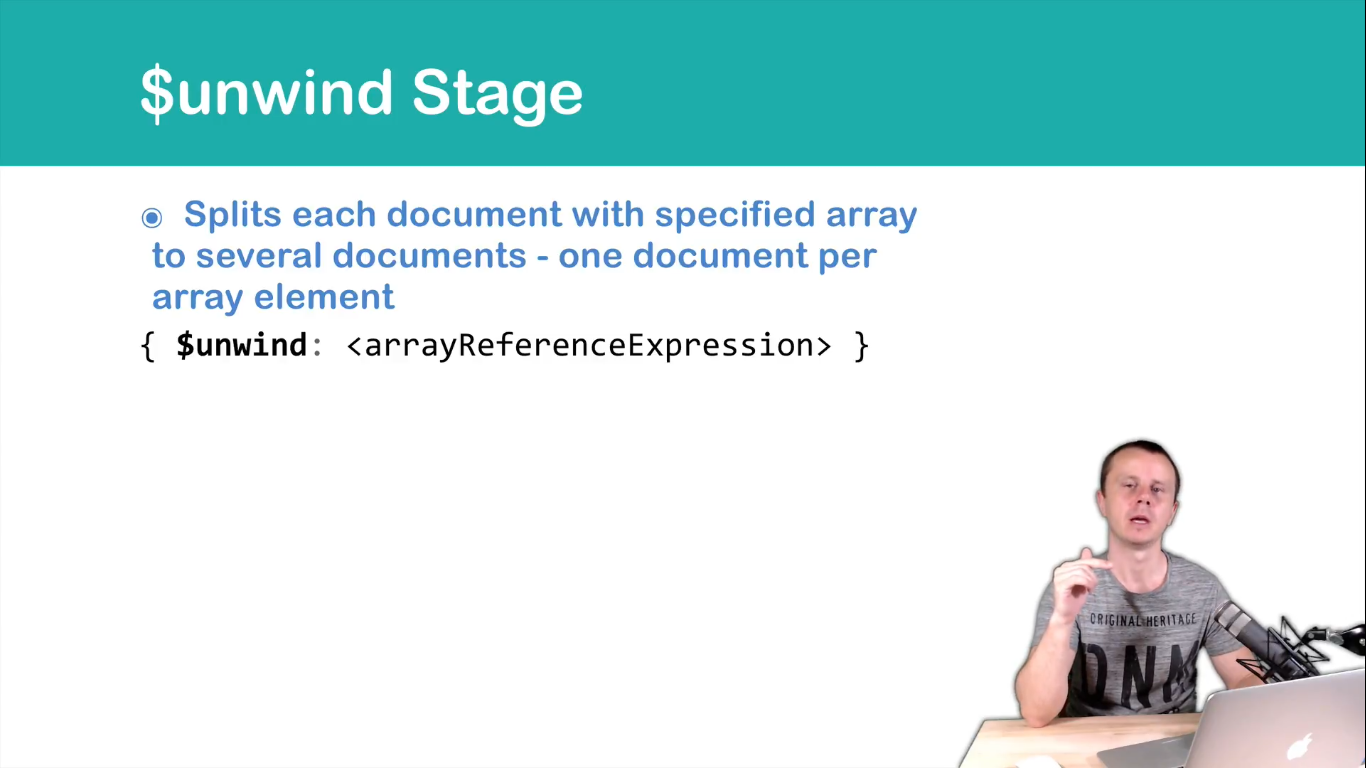 $unwind Stage
Splits each document with specified array
to several documents - one document per
array element
{ $unwind: <arrayReferenceExpression> }
ORIGINAL HERITAGE
DNA